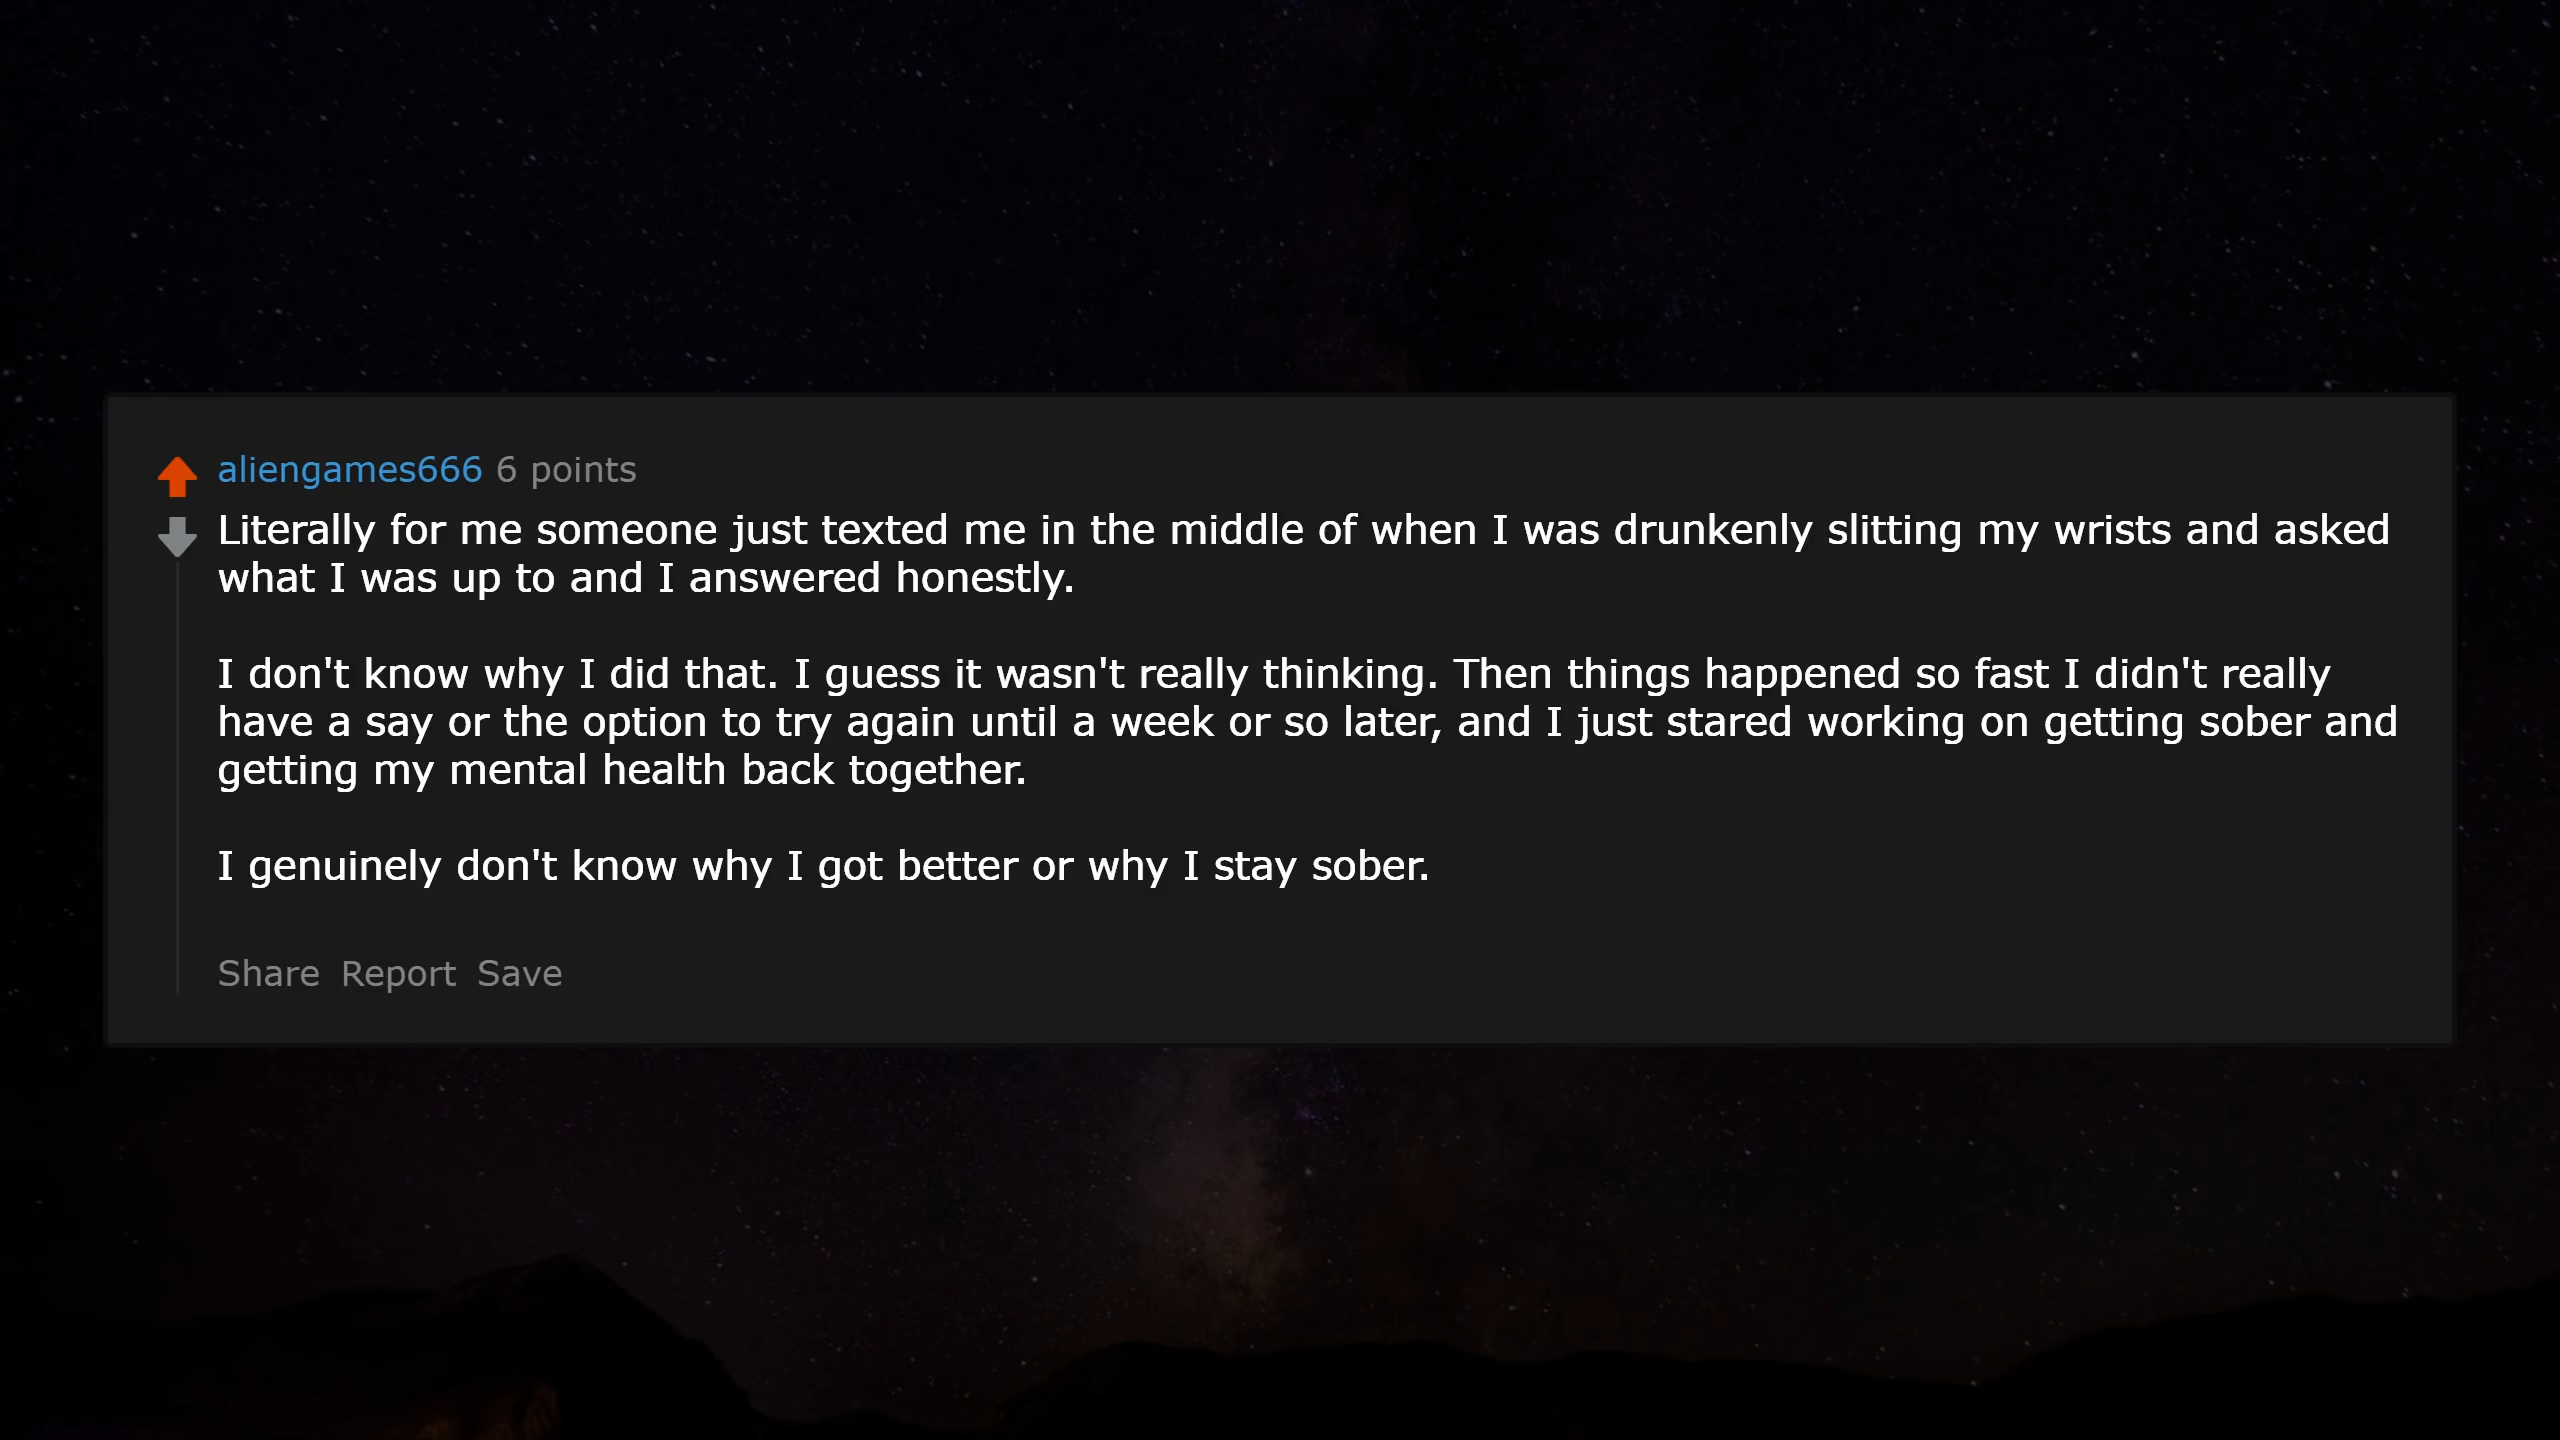 aliengames666 6 points
Literally for me someone just texted me in the middle of when I was drunkenly slitting my wrists and asked
what I was up to and I answered honestly.
I don't know why I did that. I guess it wasn't really thinking. Then things happened so fast I didn't really
have a say or the option to try again until a week or so later, and I just stared working on getting sober and
getting my mental health back together.
I genuinely don't know why I got better or why I stay sober.
Share Report Save